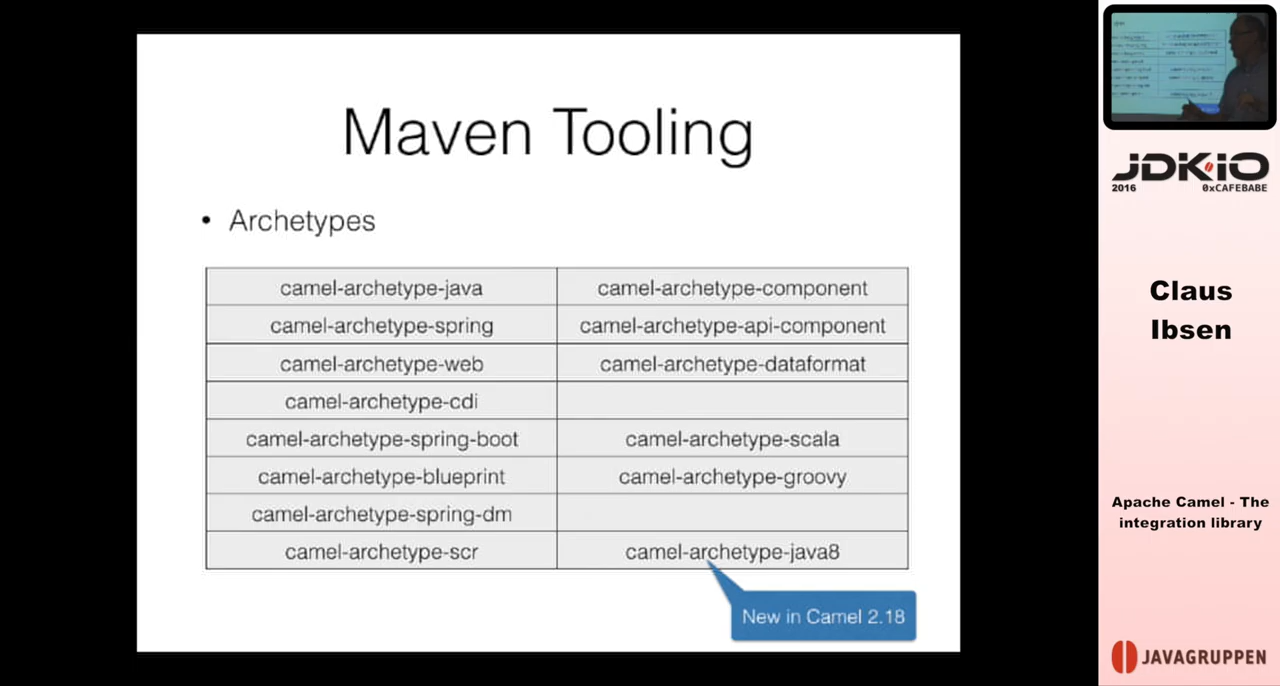 Maven Tooling
• Archetypes
camel-archetype-java camel-archetype-component
camel-archetype-spring camel-archetype-api-component
camel-archetype-web camel-archetype-dataformat
camel-archetype-cdi
camel-archetype-spring-boot camel-archetype-scala
camel-archetype-blueprint camel-archetype-groovy
camel-archetype-spring-dm
camel-archetype-scr camel-archetype-java8
New in Camel 2.18
JDK.iO
2016 0xCAFEBABE
Claus
Ibsen
Apache Camel - The
integration library
JAVAGRUPPEN